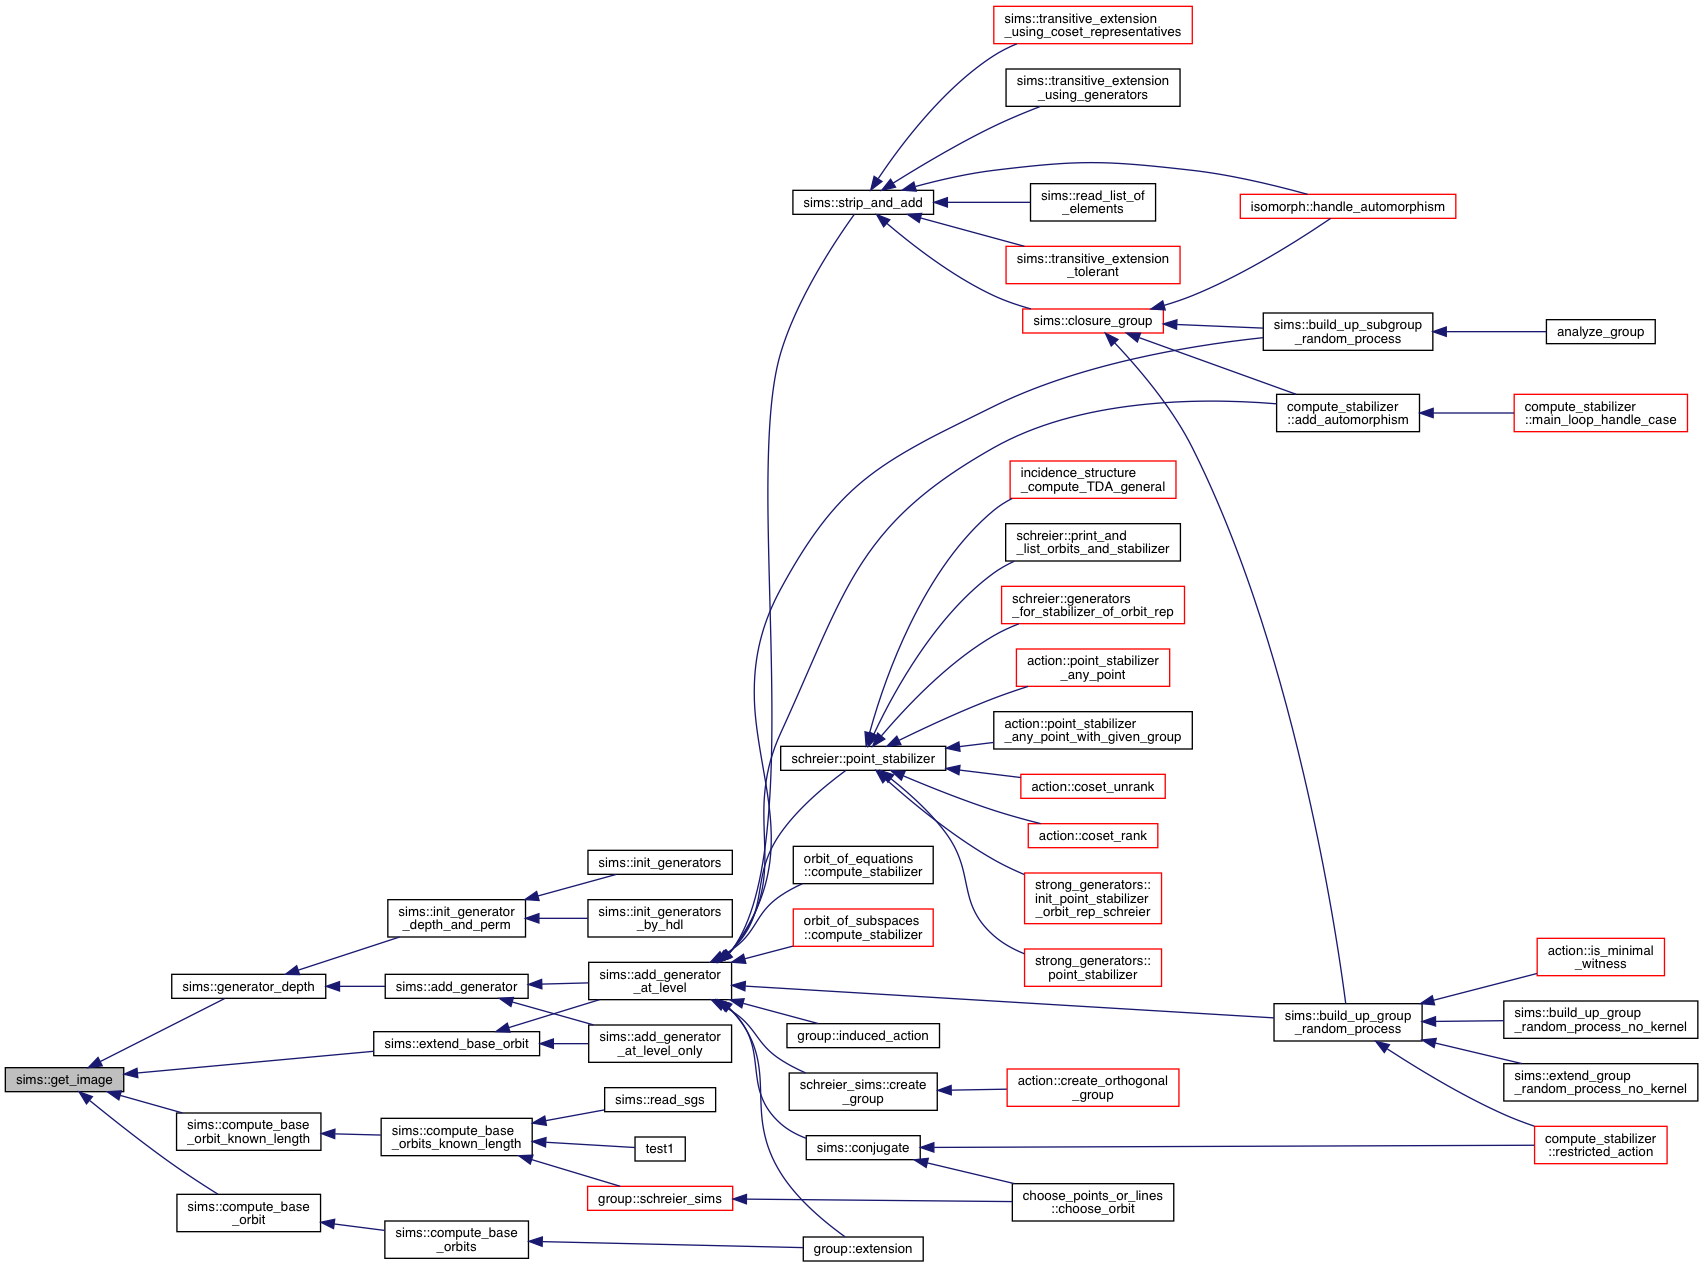 sims::transitive_extension
_using_coset_representatives
sims::transitive_extension
_using_generators
sims::strip_and_add
sims::read_list_of
_elements
isomorph::handle_automorphism
sims::transitive_extension
_tolerant
sims::closure_group
sims::build_up_subgroup
_random_process
analyze_group
compute_stabilizer
::add_automorphism
compute_stabilizer
::main_loop_handle_case
incidence_structure
_compute_TDA_general
schreier::print_and
_list_orbits_and_stabilizer
schreier::generators
_for_stabilizer_of_orbit_rep
action::point_stabilizer
_any_point
action::point_stabilizer
_any_point_with_given_group
schreier::point_stabilizer
action::coset_unrank
action::coset_rank
strong_generators::
init_point_stabilizer
_orbit_rep_schreier
strong_generators::
point_stabilizer
orbit_of_equations
::compute_stabilizer
orbit_of_subspaces
::compute_stabilizer
sims::init_generators
sims::init_generator
_depth_and_perm
sims::init_generators
_by_hdl
sims::generator_depth
sims::add_generator
sims::add_generator
_at_level
sims::extend_base_orbit
sims::add_generator
_at_level_only
group::induced_action
action::is_minimal
_witness
sims::build_up_group
_random_process
sims::build_up_group
_random_process_no_kernel
sims::extend_group
_random_process_no_kernel
compute_stabilizer
::restricted_action
sims::get_image
schreier_sims::create
_group
action::create_orthogonal
_group
sims::compute_base
_orbit_known_length
sims::compute_base
_orbits_known_length
sims::read_sgs
test1
group::schreier_sims
sims::conjugate
choose_points_or_lines
::choose_orbit
sims::compute_base
_orbit
sims::compute_base
_orbits
group::extension